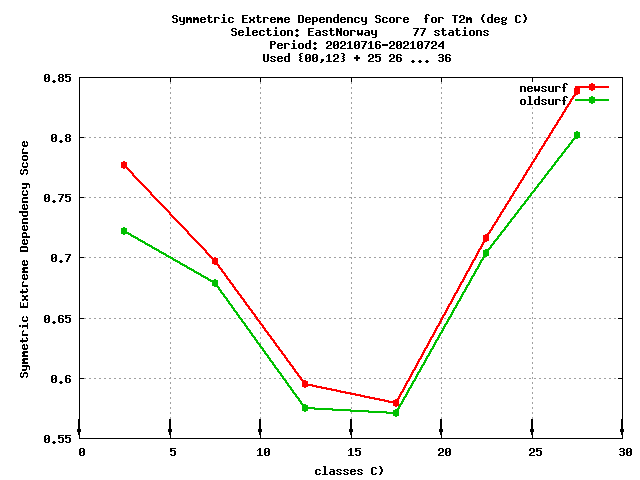 Symmetric Extreme Dependency Score  for T2m (deg C)
Selection: EastNorway     77 stations
Period: 20210716-20210724
Used {00,12} + 25 26 ... 36
newsurf
oldsurf
0.85
0.8
0.75
0.7
0.65
0.6
0.55
Symmetric Extreme Dependency Score
0 5 10 15 20 25 30
classes C)